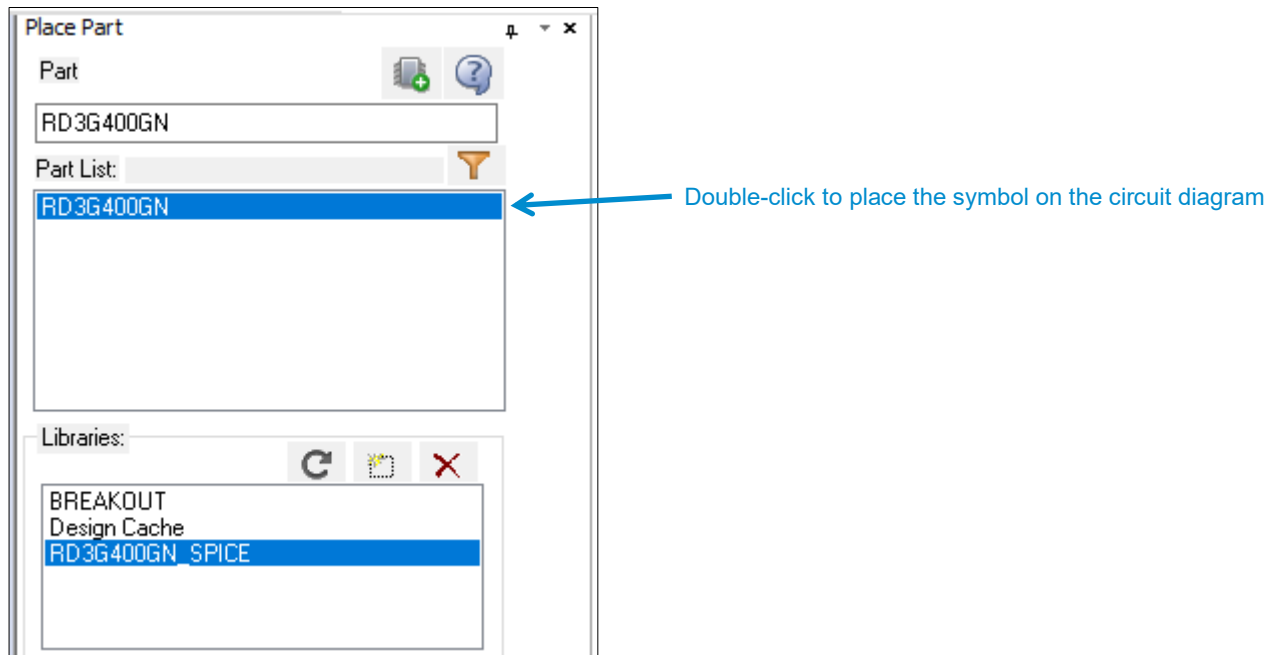 Place Part
Part
RD3G400GN
Part List:
RD3G400GN
Double-click to place the symbol on the circuit diagram
Libraries:
BREAKOUT
Design Cache
RD3G400GN_SPICE